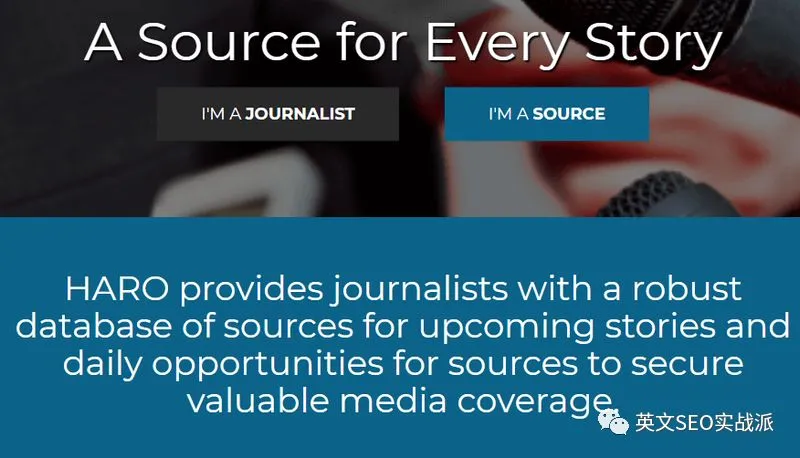 A Source for Every Story
I'M A JOURNALIST
I'M A SOURCE
HARO provides journalists with a robust
database of sources for upcoming stories and
daily opportunities for sources to secure
valuable media coverage.
英文SEO实战派